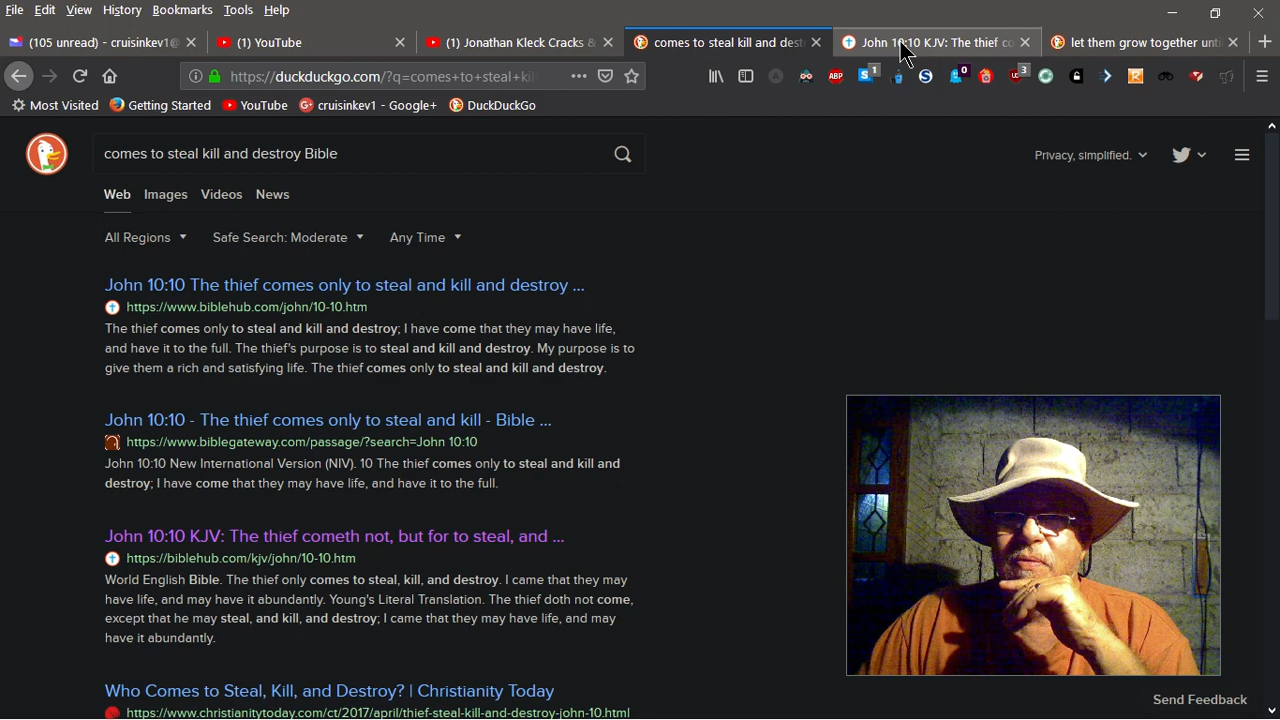 File Edit View History Bookmarks Tools Help
(105 unread) - cruisinkev1@
(1) YouTube
(1) Jonathan Kleck Cracks &
comes to steal kill and dest
John 10:10 KJV: The thief co
let them grow together unti
https://duckduckgo.com/?q=comes+to+steal+kil
ABP 1 0 3
Most Visited Getting Started YouTube cruisinkev1 - Google+ DuckDuckGo
comes to steal kill and destroy Bible
Privacy, simplified.
Web Images Videos News
All Regions Safe Search: Moderate Any Time
John 10:10 The thief comes only to steal and kill and destroy ...
https://www.biblehub.com/john/10-10.htm
The thief comes only to steal and kill and destroy; I have come that they may have life,
and have it to the full. The thief's purpose is to steal and kill and destroy. My purpose is to
give them a rich and satisfying life. The thief comes only to steal and kill and destroy.
John 10:10 - The thief comes only to steal and kill - Bible ...
https://www.biblegateway.com/passage/?search=John 10:10
John 10:10 New International Version (NIV). 10 The thief comes only to steal and kill and
destroy; I have come that they may have life, and have it to the full.
John 10:10 KJV: The thief cometh not, but for to steal, and ...
https://biblehub.com/kjv/john/10-10.htm
World English Bible. The thief only comes to steal, kill, and destroy. I came that they may
have life, and may have it abundantly. Young's Literal Translation. The thief doth not come,
except that he may steal, and kill, and destroy; I came that they may have life, and may
have it abundantly.
Who Comes to Steal, Kill, and Destroy? | Christianity Today
https://www.christianitytoday.com/ct/2017/april/thief-steal-kill-and-destroy-john-10.html
Send Feedback